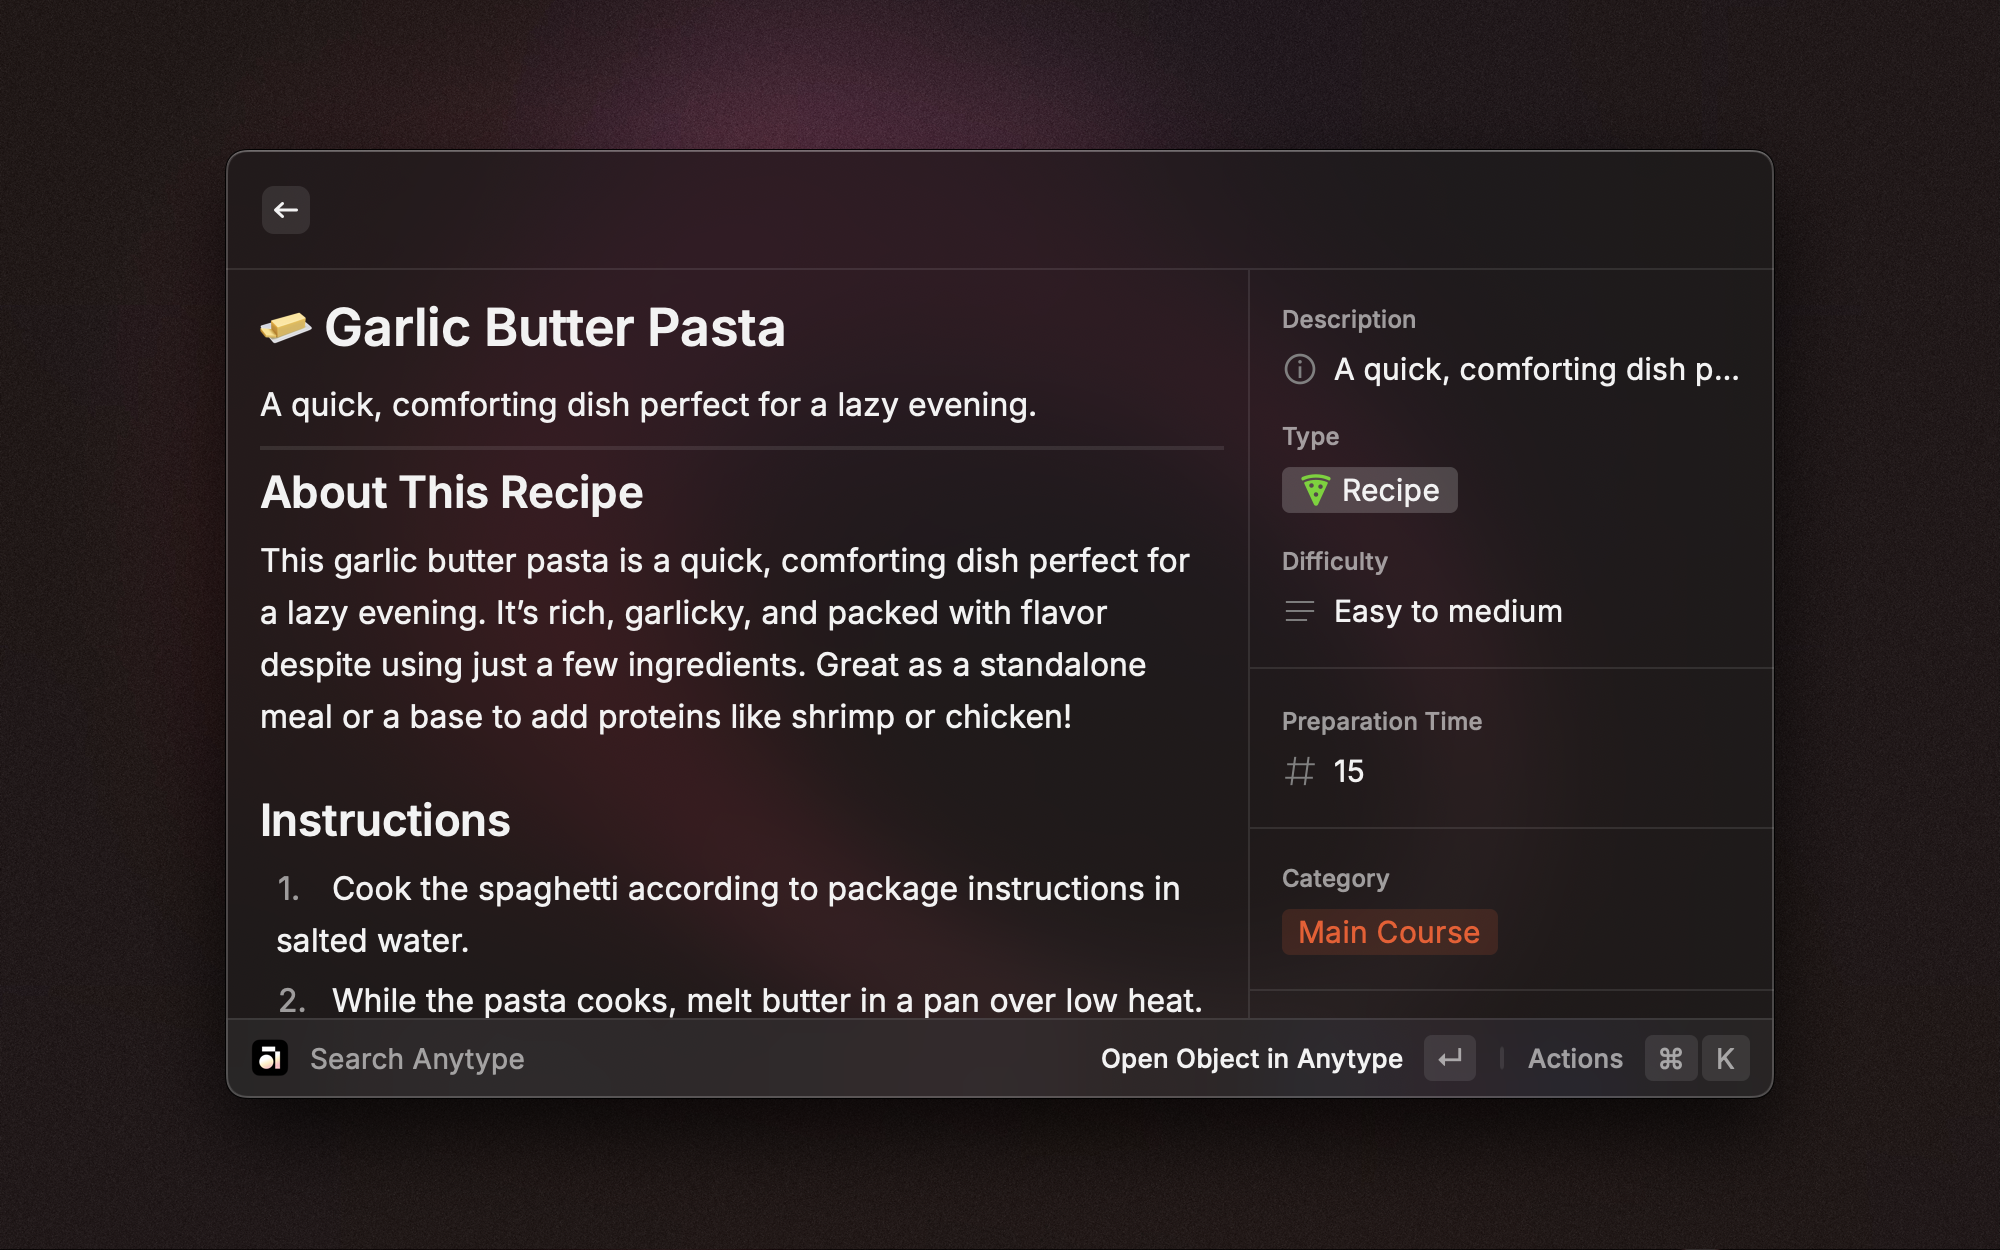 Garlic Butter Pasta
A quick, comforting dish perfect for a lazy evening.
About This Recipe
This garlic butter pasta is a quick, comforting dish perfect for
a lazy evening. It’s rich, garlicky, and packed with flavor
despite using just a few ingredients. Great as a standalone
meal or a base to add proteins like shrimp or chicken!
Instructions
1. Cook the spaghetti according to package instructions in
salted water.
2. While the pasta cooks, melt butter in a pan over low heat.
Description
A quick, comforting dish p...
Type
Recipe
Difficulty
Easy to medium
Preparation Time
# 15
Category
Main Course
Search Anytype
Open Object in Anytype ↵ Actions ⌘ K